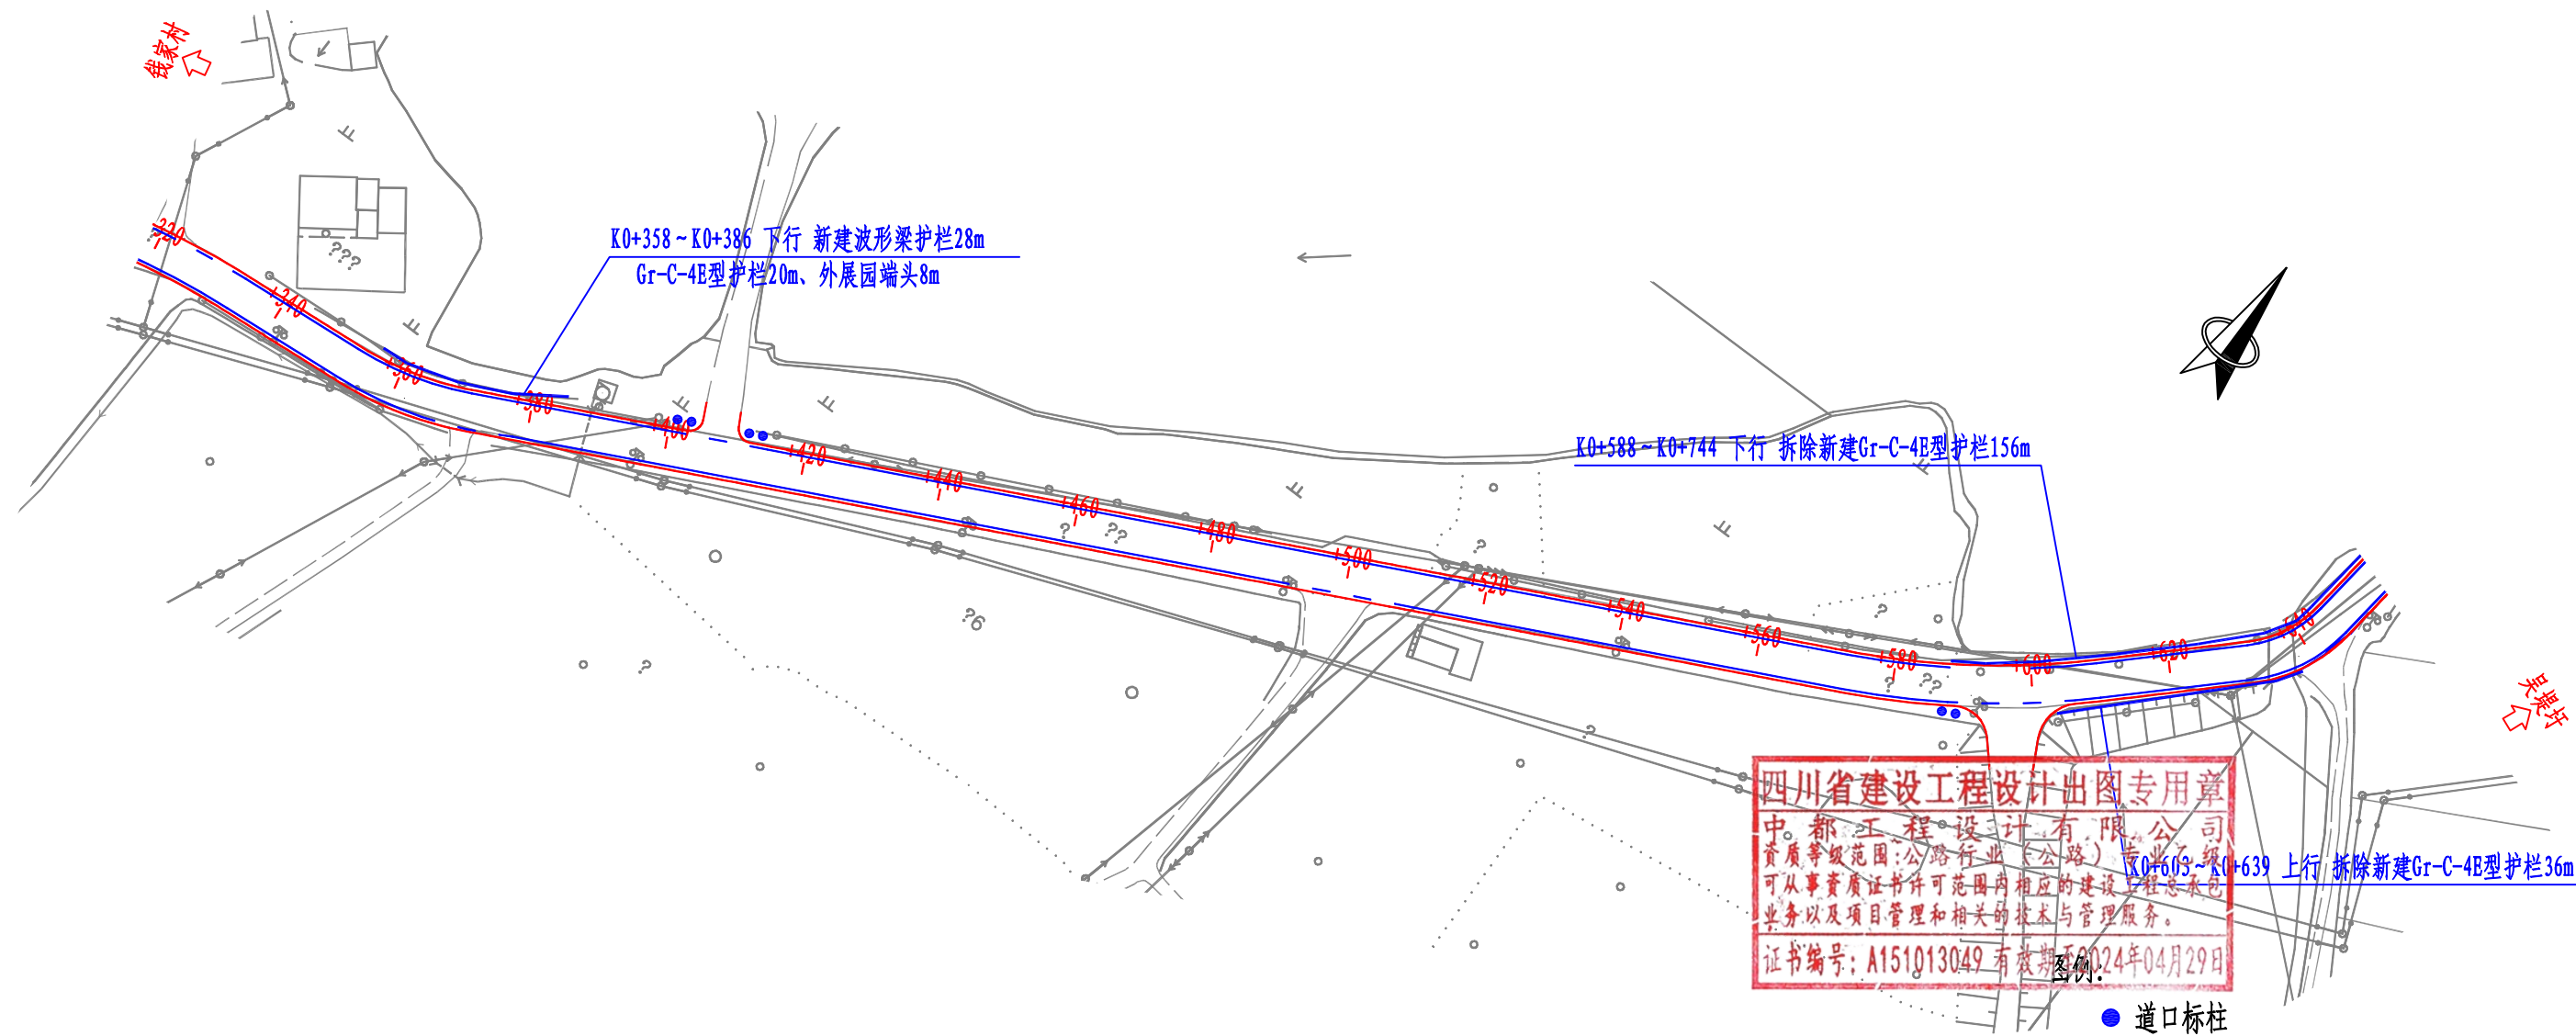 钱家村
+320
+340
+360
+380
+400
+420
+440
+460
+480
+500
+520
+540
+560
+580
+600
+620
K0+358～K0+386 下行 新建波形梁护栏28m
Gr-C-4E型护栏20m、外展园端头8m
K0+588～K0+744 下行 拆除新建Gr-C-4E型护栏156m
吴堤圩
K0+603～K0+639 上行 拆除新建Gr-C-4E型护栏36m
???
?
??
?
?6
?
?
?
?
??
?
四川省建设工程设计出图专用章
中都工程设计有限公司
资质等级范围:公路行业（公路）专业乙级
可从事资质证书许可范围内相应的建设工程总承包
业务以及项目管理和相关的技术与管理服务。
证书编号: A151013049 有效期至2024年04月29日
图例:
道口标柱